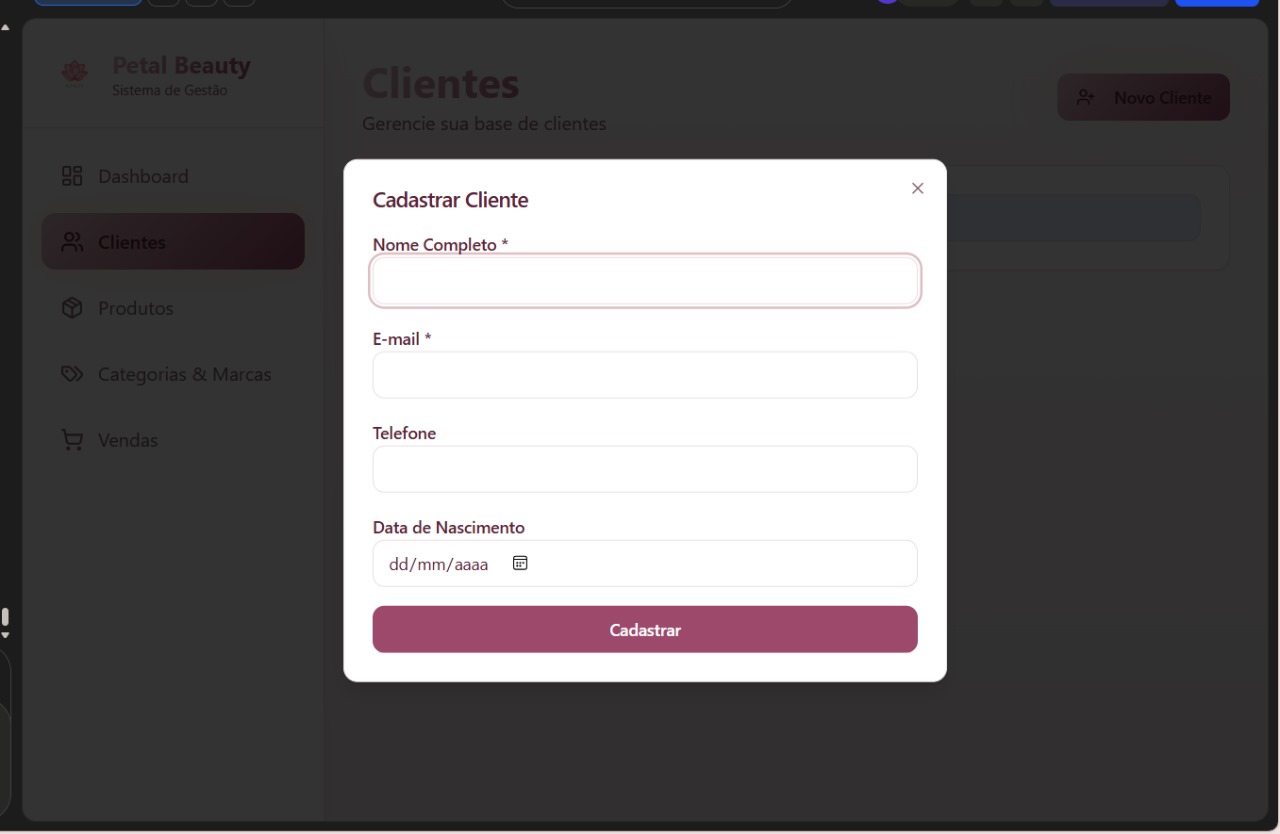 Petal Beauty
Sistema de Gestão
Dashboard
Clientes
Produtos
Categorias & Marcas
Vendas
Clientes
Gerencie sua base de clientes
Novo Cliente
Cadastrar Cliente
Nome Completo *
E-mail *
Telefone
Data de Nascimento
dd/mm/aaaa
Cadastrar